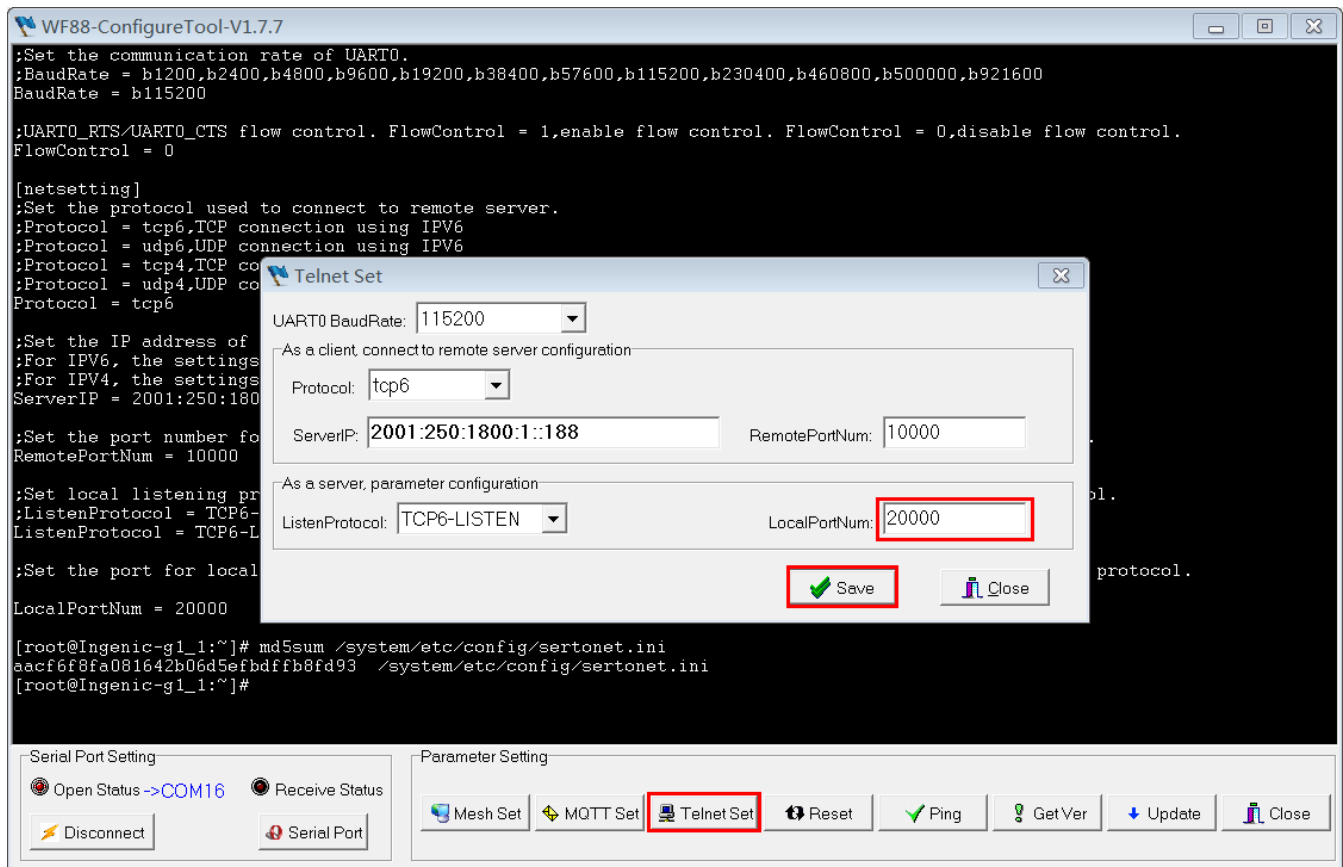 WF88-ConfigureTool-V1.7.7
;Set the communication rate of UART0.
;BaudRate = b1200,b2400,b4800,b9600,b19200,b38400,b57600,b115200,b230400,b460800,b500000,b921600
BaudRate = b115200
;UART0_RTS/UART0_CTS flow control. FlowControl = 1,enable flow control. FlowControl = 0,disable flow control.
FlowControl = 0
[netsetting]
;Set the protocol used to connect to remote server.
;Protocol = tcp6,TCP connection using IPV6
;Protocol = udp6,UDP connection using IPV6
;Protocol = tcp4,TCP co
;Protocol = udp4,UDP co
Protocol = tcp6
;Set the IP address of
;For IPV6, the settings
;For IPV4, the settings
ServerIP = 2001:250:180
;Set the port number fo
RemotePortNum = 10000
;Set local listening pr ol.
;ListenProtocol = TCP6-
ListenProtocol = TCP6-L
;Set the port for local protocol.
LocalPortNum = 20000
[root@Ingenic-g1_1:~]# md5sum /system/etc/config/sertonet.ini
aacf6f8fa081642b06d5efbdffb8fd93 /system/etc/config/sertonet.ini
[root@Ingenic-g1_1:~]#
Telnet Set
UART0 BaudRate: 115200
As a client, connect to remote server configuration
Protocol: tcp6
ServerIP: 2001:250:1800:1::188 RemotePortNum: 10000
As a server, parameter configuration
ListenProtocol: TCP6-LISTEN LocalPortNum: 20000
Save Close
Serial Port Setting
Open Status ->COM16 Receive Status
Disconnect Serial Port
Parameter Setting
Mesh Set MQTT Set Telnet Set Reset Ping Get Ver Update Close